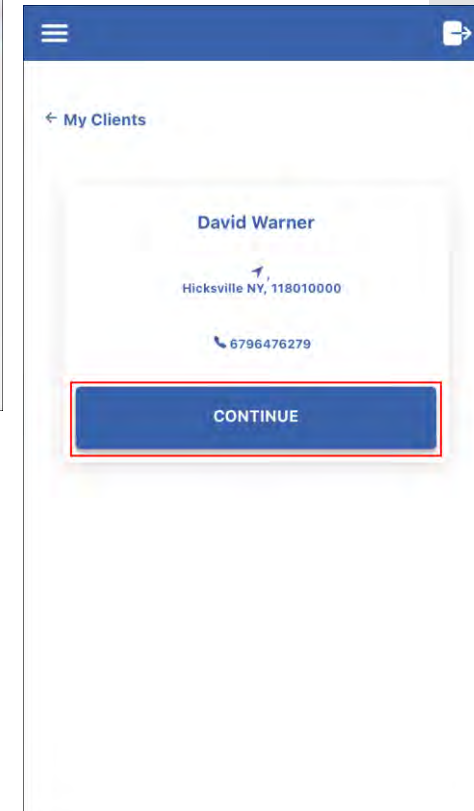 ← My Clients
David Warner
,
Hicksville NY, 118010000
6796476279
CONTINUE